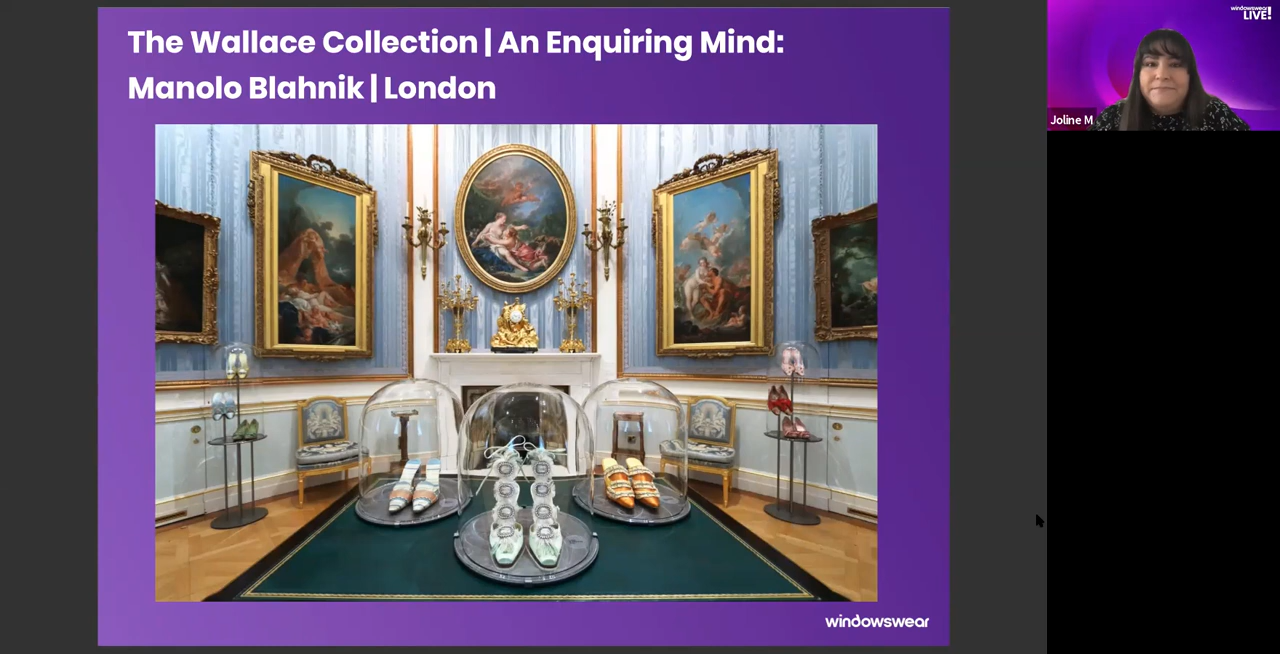 The Wallace Collection | An Enquiring Mind:
Manolo Blahnik | London
windowswear
windowswear
LIVE!
Joline M